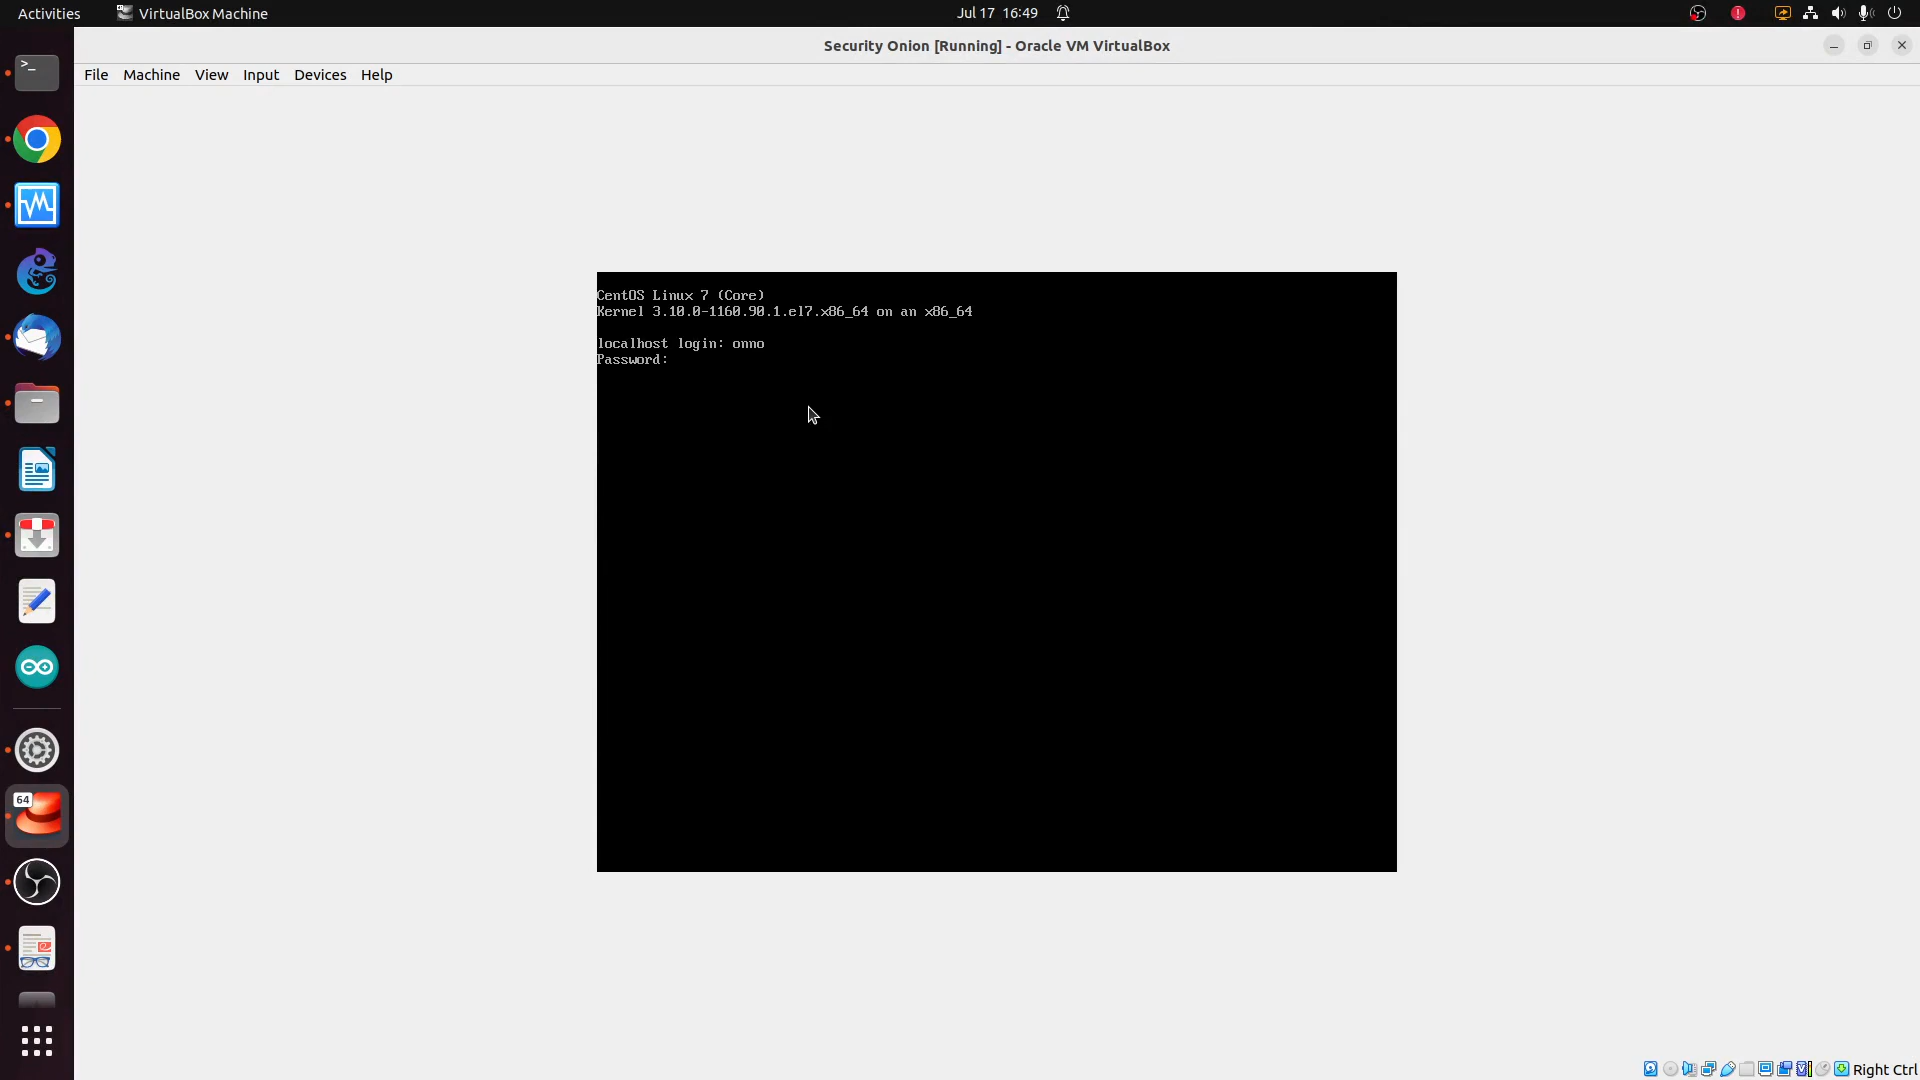 Activities
VirtualBox Machine
Jul 17 16:49
Security Onion [Running] - Oracle VM VirtualBox
File Machine View Input Devices Help
CentOS Linux 7 (Core)
Kernel 3.10.0-1160.90.1.el7.x86_64 on an x86_64
localhost login: onno
Password:
64
Right Ctrl